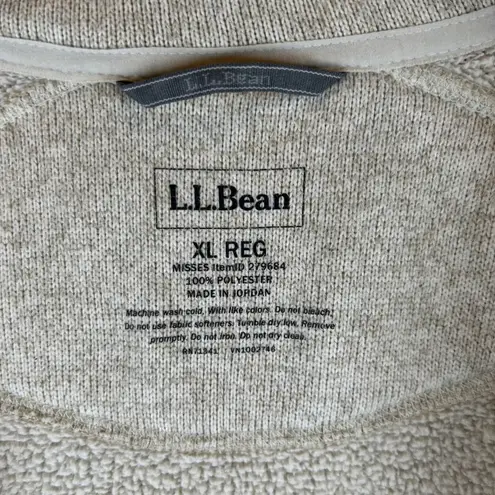 L.L.Bean
L.L.Bean
XL REG
MISSES ItemID 279684
100% POLYESTER
MADE IN JORDAN
Machine wash cold. With like colors. Do not bleach.
Do not use fabric softeners. Tumble dry low. Remove
promptly. Do not iron. Do not dry clean.
RN71341 VN1002746